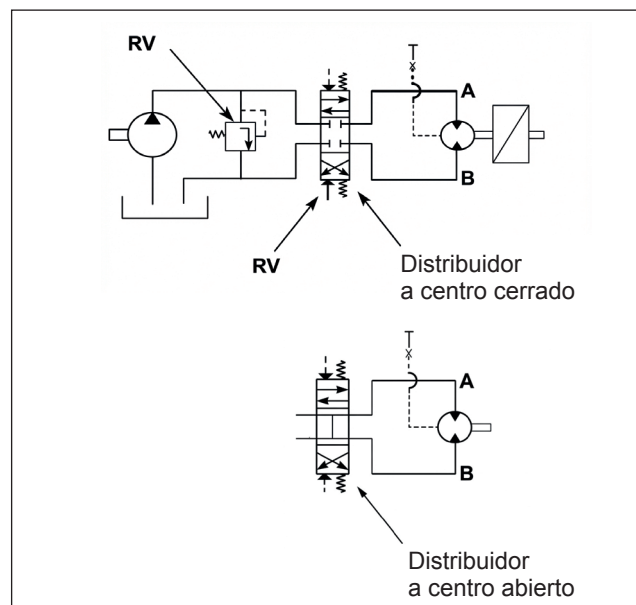 RV
A
B
RV
Distribuidor
a centro cerrado
A
B
Distribuidor
a centro abierto